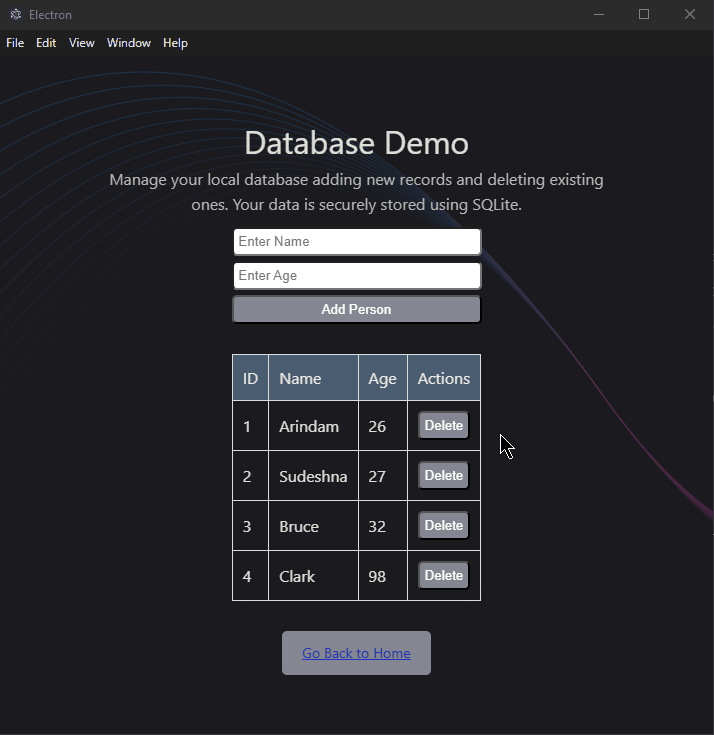 Electron
File Edit View Window Help
Database Demo
Manage your local database adding new records and deleting existing
ones. Your data is securely stored using SQLite.
Enter Name
Enter Age
Add Person
ID Name Age Actions
1 Arindam 26 Delete
2 Sudeshna 27 Delete
3 Bruce 32 Delete
4 Clark 98 Delete
Go Back to Home